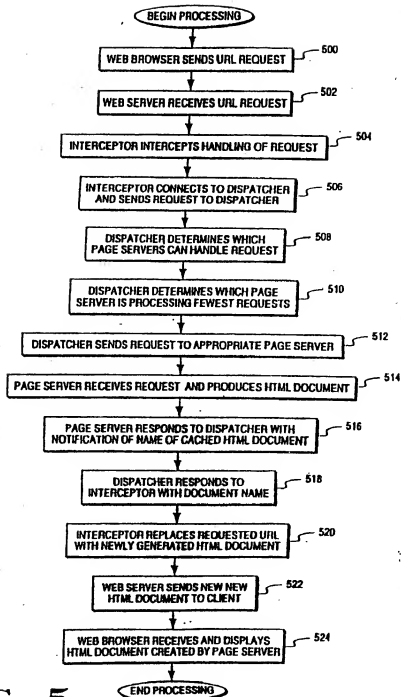 BEGIN PROCESSING
WEB BROWSER SENDS URL REQUEST
500
WEB SERVER RECEIVES URL REQUEST
502
INTERCEPTOR INTERCEPTS HANDLING OF REQUEST
504
INTERCEPTOR CONNECTS TO DISPATCHER
AND SENDS REQUEST TO DISPATCHER
506
DISPATCHER DETERMINES WHICH
PAGE SERVERS CAN HANDLE REQUEST
508
DISPATCHER DETERMINES WHICH PAGE
SERVER IS PROCESSING FEWEST REQUESTS
510
DISPATCHER SENDS REQUEST TO APPROPRIATE PAGE SERVER
512
PAGE SERVER RECEIVES REQUEST AND PRODUCES HTML DOCUMENT
514
PAGE SERVER RESPONDS TO DISPATCHER WITH
NOTIFICATION OF NAME OF CACHED HTML DOCUMENT
516
DISPATCHER RESPONDS TO
INTERCEPTOR WITH DOCUMENT NAME
518
INTERCEPTOR REPLACES REQUESTED URL
WITH NEWLY GENERATED HTML DOCUMENT
520
WEB SERVER SENDS NEW NEW
HTML DOCUMENT TO CLIENT
522
WEB BROWSER RECEIVES AND DISPLAYS
HTML DOCUMENT CREATED BY PAGE SERVER
524
END PROCESSING